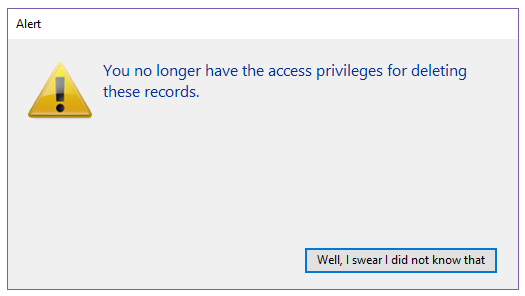 Alert
You no longer have the access privileges for deleting
these records.
Well, I swear I did not know that